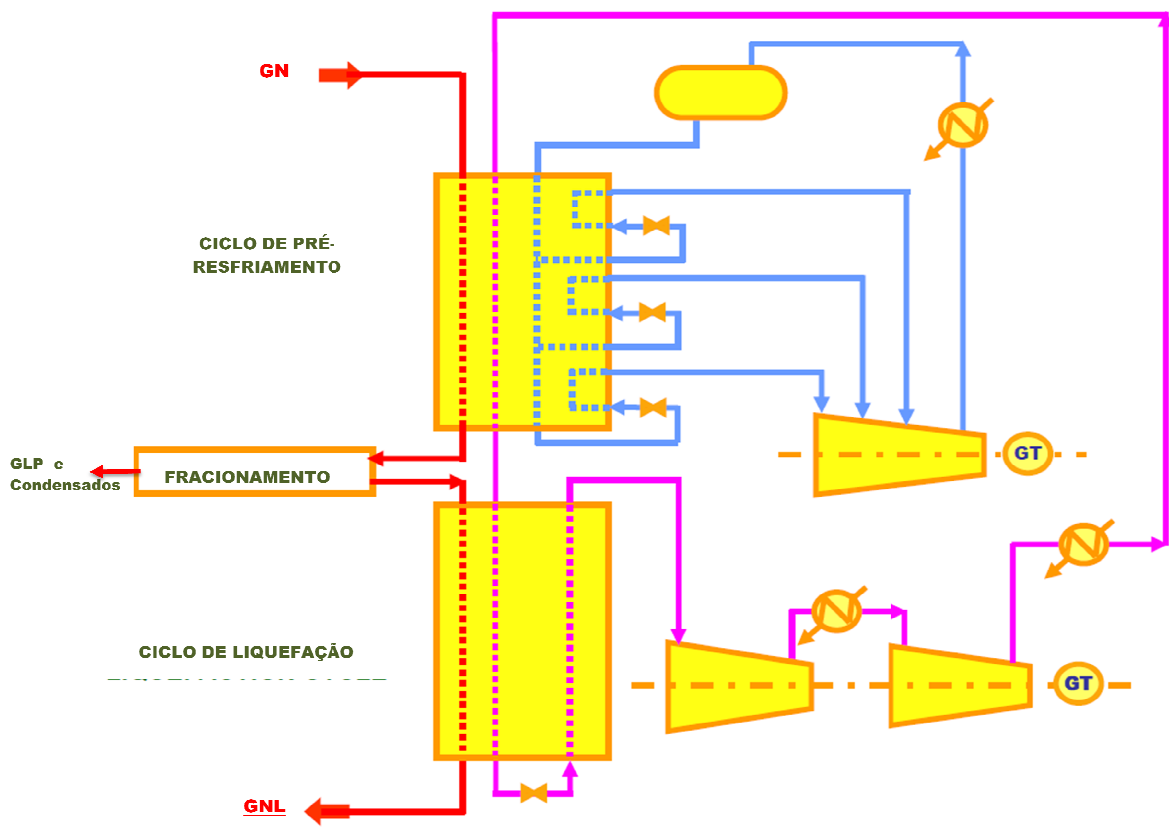 GN
CICLO DE PRÉ-
RESFRIAMENTO
GLP e
Condensados
FRACIONAMENTO
GT
CICLO DE LIQUEFAÇÃO
GT
GNL